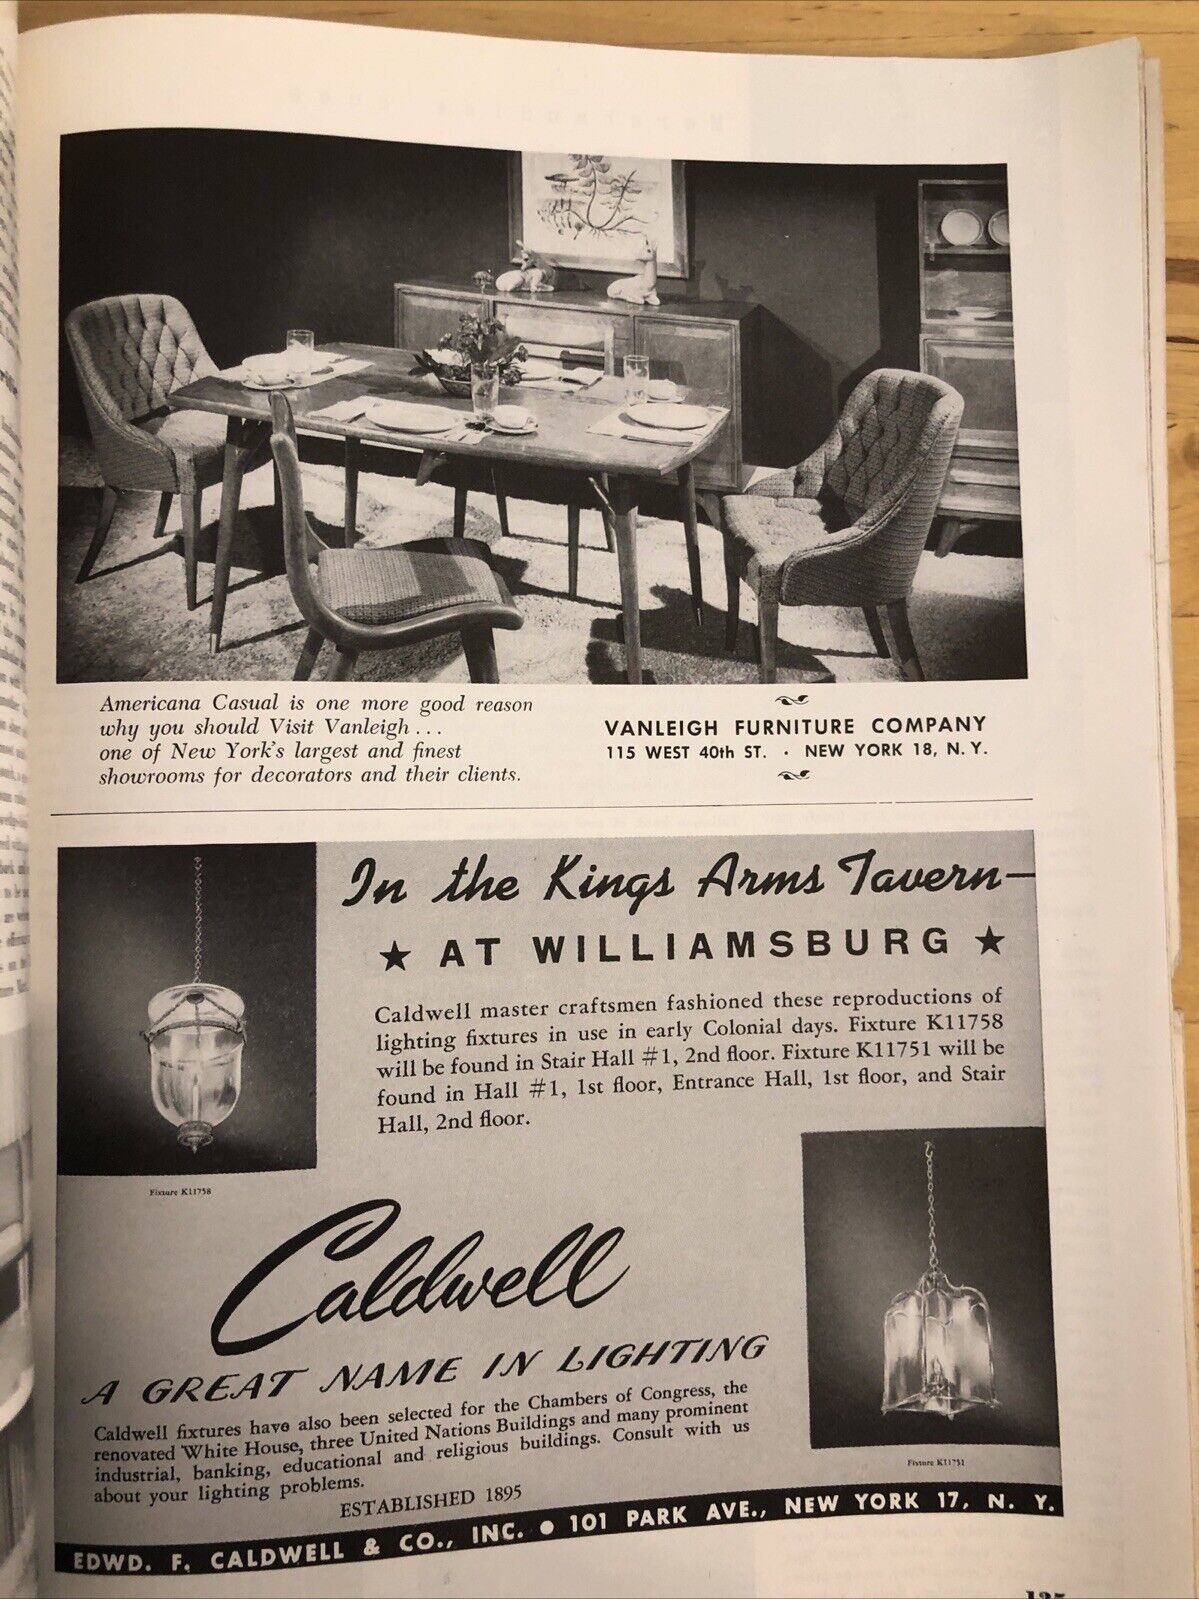 Americana Casual is one more good reason
why you should Visit Vanleigh . . .
one of New York's largest and finest
showrooms for decorators and their clients.
VANLEIGH FURNITURE COMPANY
115 WEST 40th ST. · NEW YORK 18, N. Y.
In the Kings Arms Tavern—
★ AT WILLIAMSBURG ★
Caldwell master craftsmen fashioned these reproductions of
lighting fixtures in use in early Colonial days. Fixture K11758
will be found in Stair Hall #1, 2nd floor. Fixture K11751 will be
found in Hall #1, 1st floor, Entrance Hall, 1st floor, and Stair
Hall, 2nd floor.
Fixture K11758
Caldwell
A GREAT NAME IN LIGHTING
Caldwell fixtures have also been selected for the Chambers of Congress, the
renovated White House, three United Nations Buildings and many prominent
industrial, banking, educational and religious buildings. Consult with us
about your lighting problems.
ESTABLISHED 1895
Fixture K11751
EDWD. F. CALDWELL & CO., INC. ● 101 PARK AVE., NEW YORK 17, N. Y.